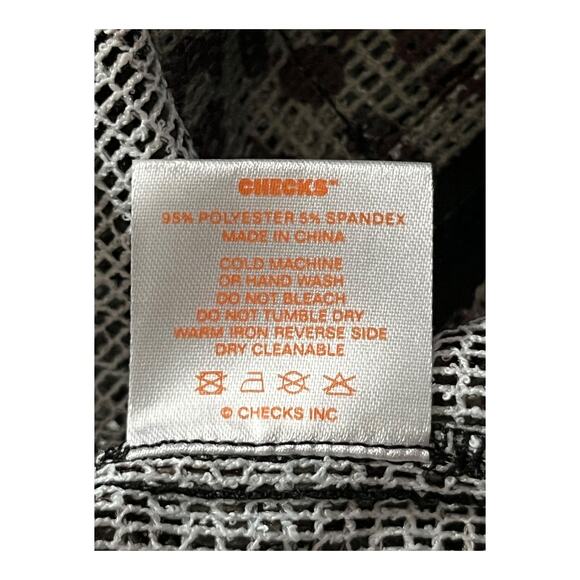 CHECKS™
95% POLYESTER 5% SPANDEX
MADE IN CHINA
COLD MACHINE
OR HAND WASH
DO NOT BLEACH
DO NOT TUMBLE DRY
WARM IRON REVERSE SIDE
DRY CLEANABLE
© CHECKS INC